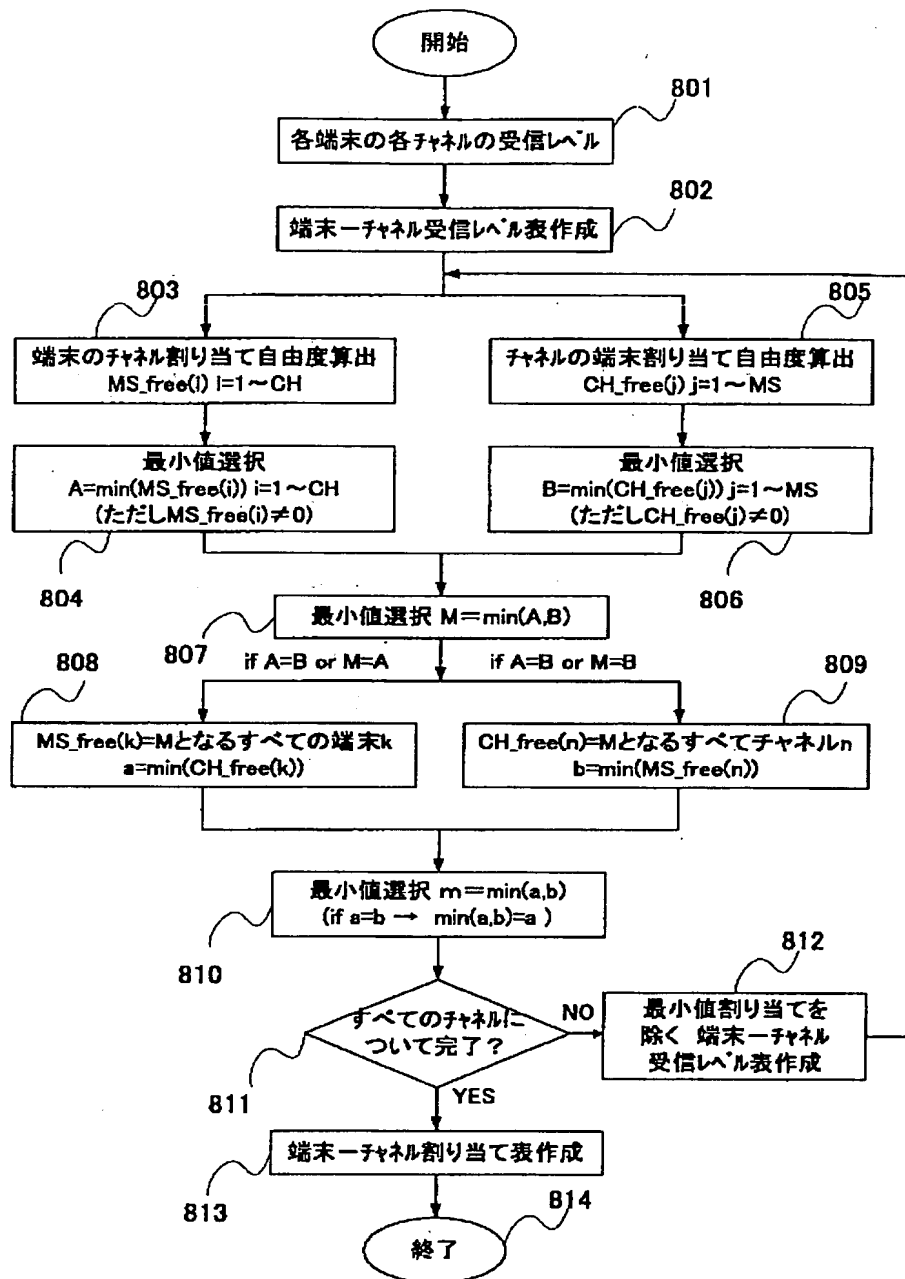 開始
801
各端末の各チャネルの受信レベル
802
端末ーチャネル受信レベル表作成
803
端末のチャネル割り当て自由度算出
MS_free(i) i=1～CH
805
チャネルの端末割り当て自由度算出
CH_free(j) j=1～MS
最小値選択
A=min(MS_free(i)) i=1～CH
(ただしMS_free(i)≠0)
804
最小値選択
B=min(CH_free(j)) j=1～MS
(ただしCH_free(j)≠0)
806
最小値選択 M=min(A,B)
807
if A=B or M=A
if A=B or M=B
808
MS_free(k)=Mとなるすべての端末k
a=min(CH_free(k))
809
CH_free(n)=Mとなるすべてチャネルn
b=min(MS_free(n))
最小値選択 m=min(a,b)
(if a=b → min(a,b)=a )
810
すべてのチャネルに
ついて完了?
811
NO
YES
812
最小値割り当てを
除く 端末ーチャネル
受信レベル表作成
端末ーチャネル割り当て表作成
813
終了
814